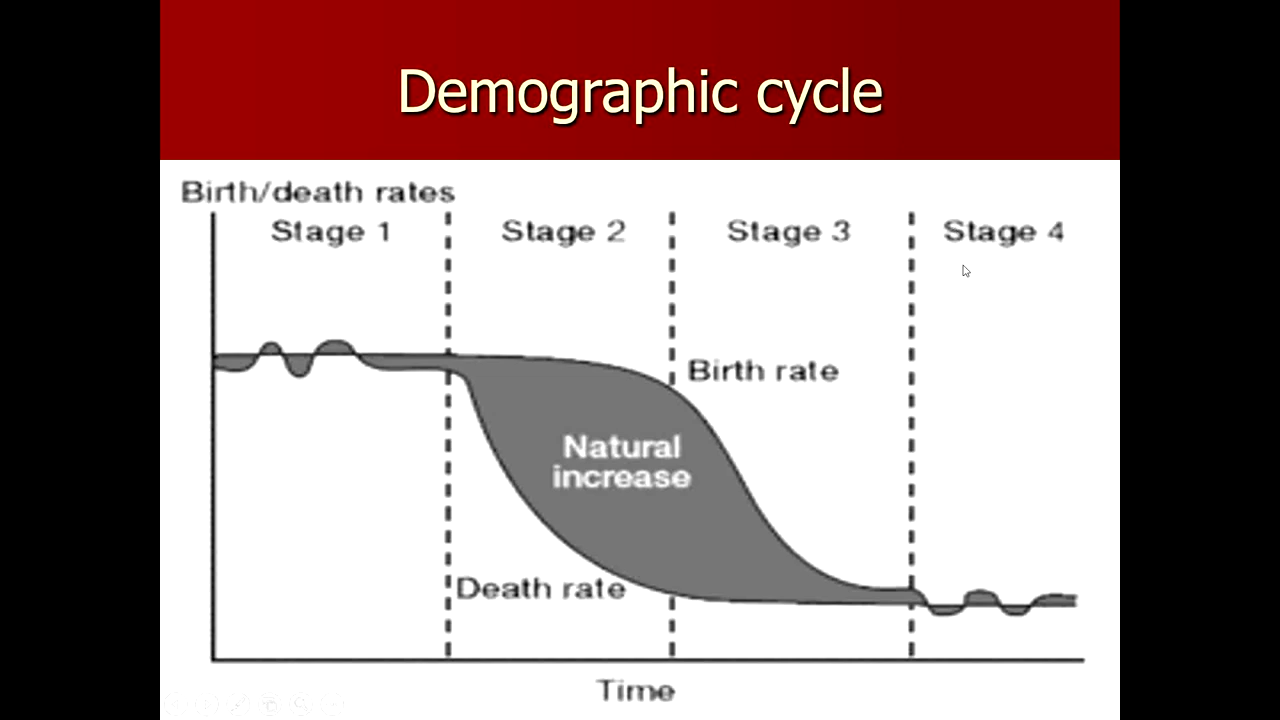 Demographic cycle
Birth/death rates
Stage 1
Stage 2
Stage 3
Stage 4
Birth rate
Natural
increase
Death rate
Time